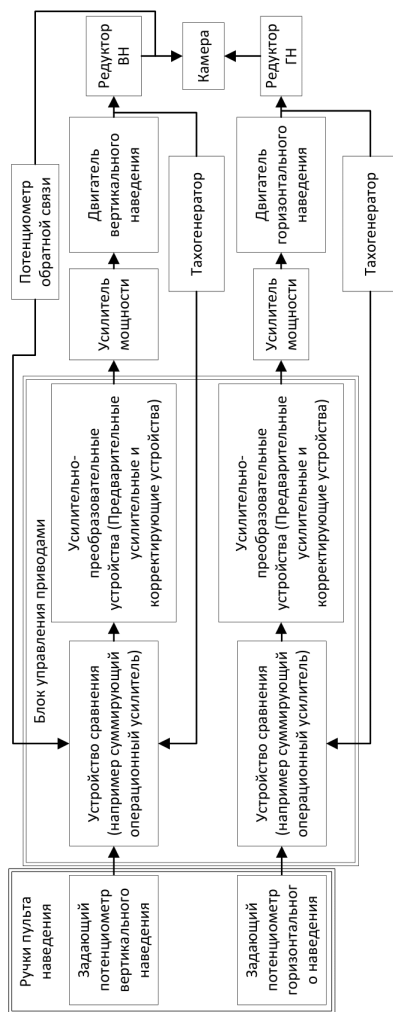 Ручки пульта
наведения
Задающий
потенциометр
вертикального
наведения
Задающий
потенциометр
горизонтальног
о наведения
Блок управления приводами
Устройство сравнения
(например суммирующий
операционный усилитель)
Устройство сравнения
(например суммирующий
операционный усилитель)
Усилительно-
преобразовательные
устройства (Предварительные
усилительные и
корректирующие устройства)
Усилительно-
преобразовательные
устройства (Предварительные
усилительные и
корректирующие устройства)
Усилитель
мощности
Усилитель
мощности
Потенциометр
обратной связи
Двигатель
вертикального
наведения
Тахогенератор
Двигатель
горизонтального
наведения
Тахогенератор
Редуктор
ВН
Камера
Редуктор
ГН